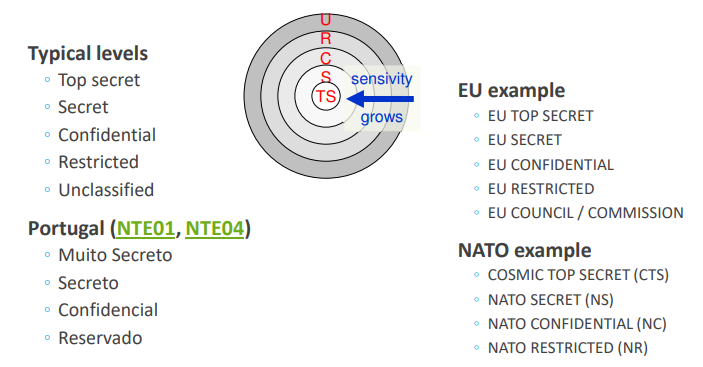 Typical levels
Top secret
Secret
Confidential
Restricted
Unclassified
Portugal (NTE01, NTE04)
Muito Secreto
Secreto
Confidencial
Reservado
U
R
C
S
TS
sensivity
grows
EU example
EU TOP SECRET
EU SECRET
EU CONFIDENTIAL
EU RESTRICTED
EU COUNCIL / COMMISSION
NATO example
COSMIC TOP SECRET (CTS)
NATO SECRET (NS)
NATO CONFIDENTIAL (NC)
NATO RESTRICTED (NR)